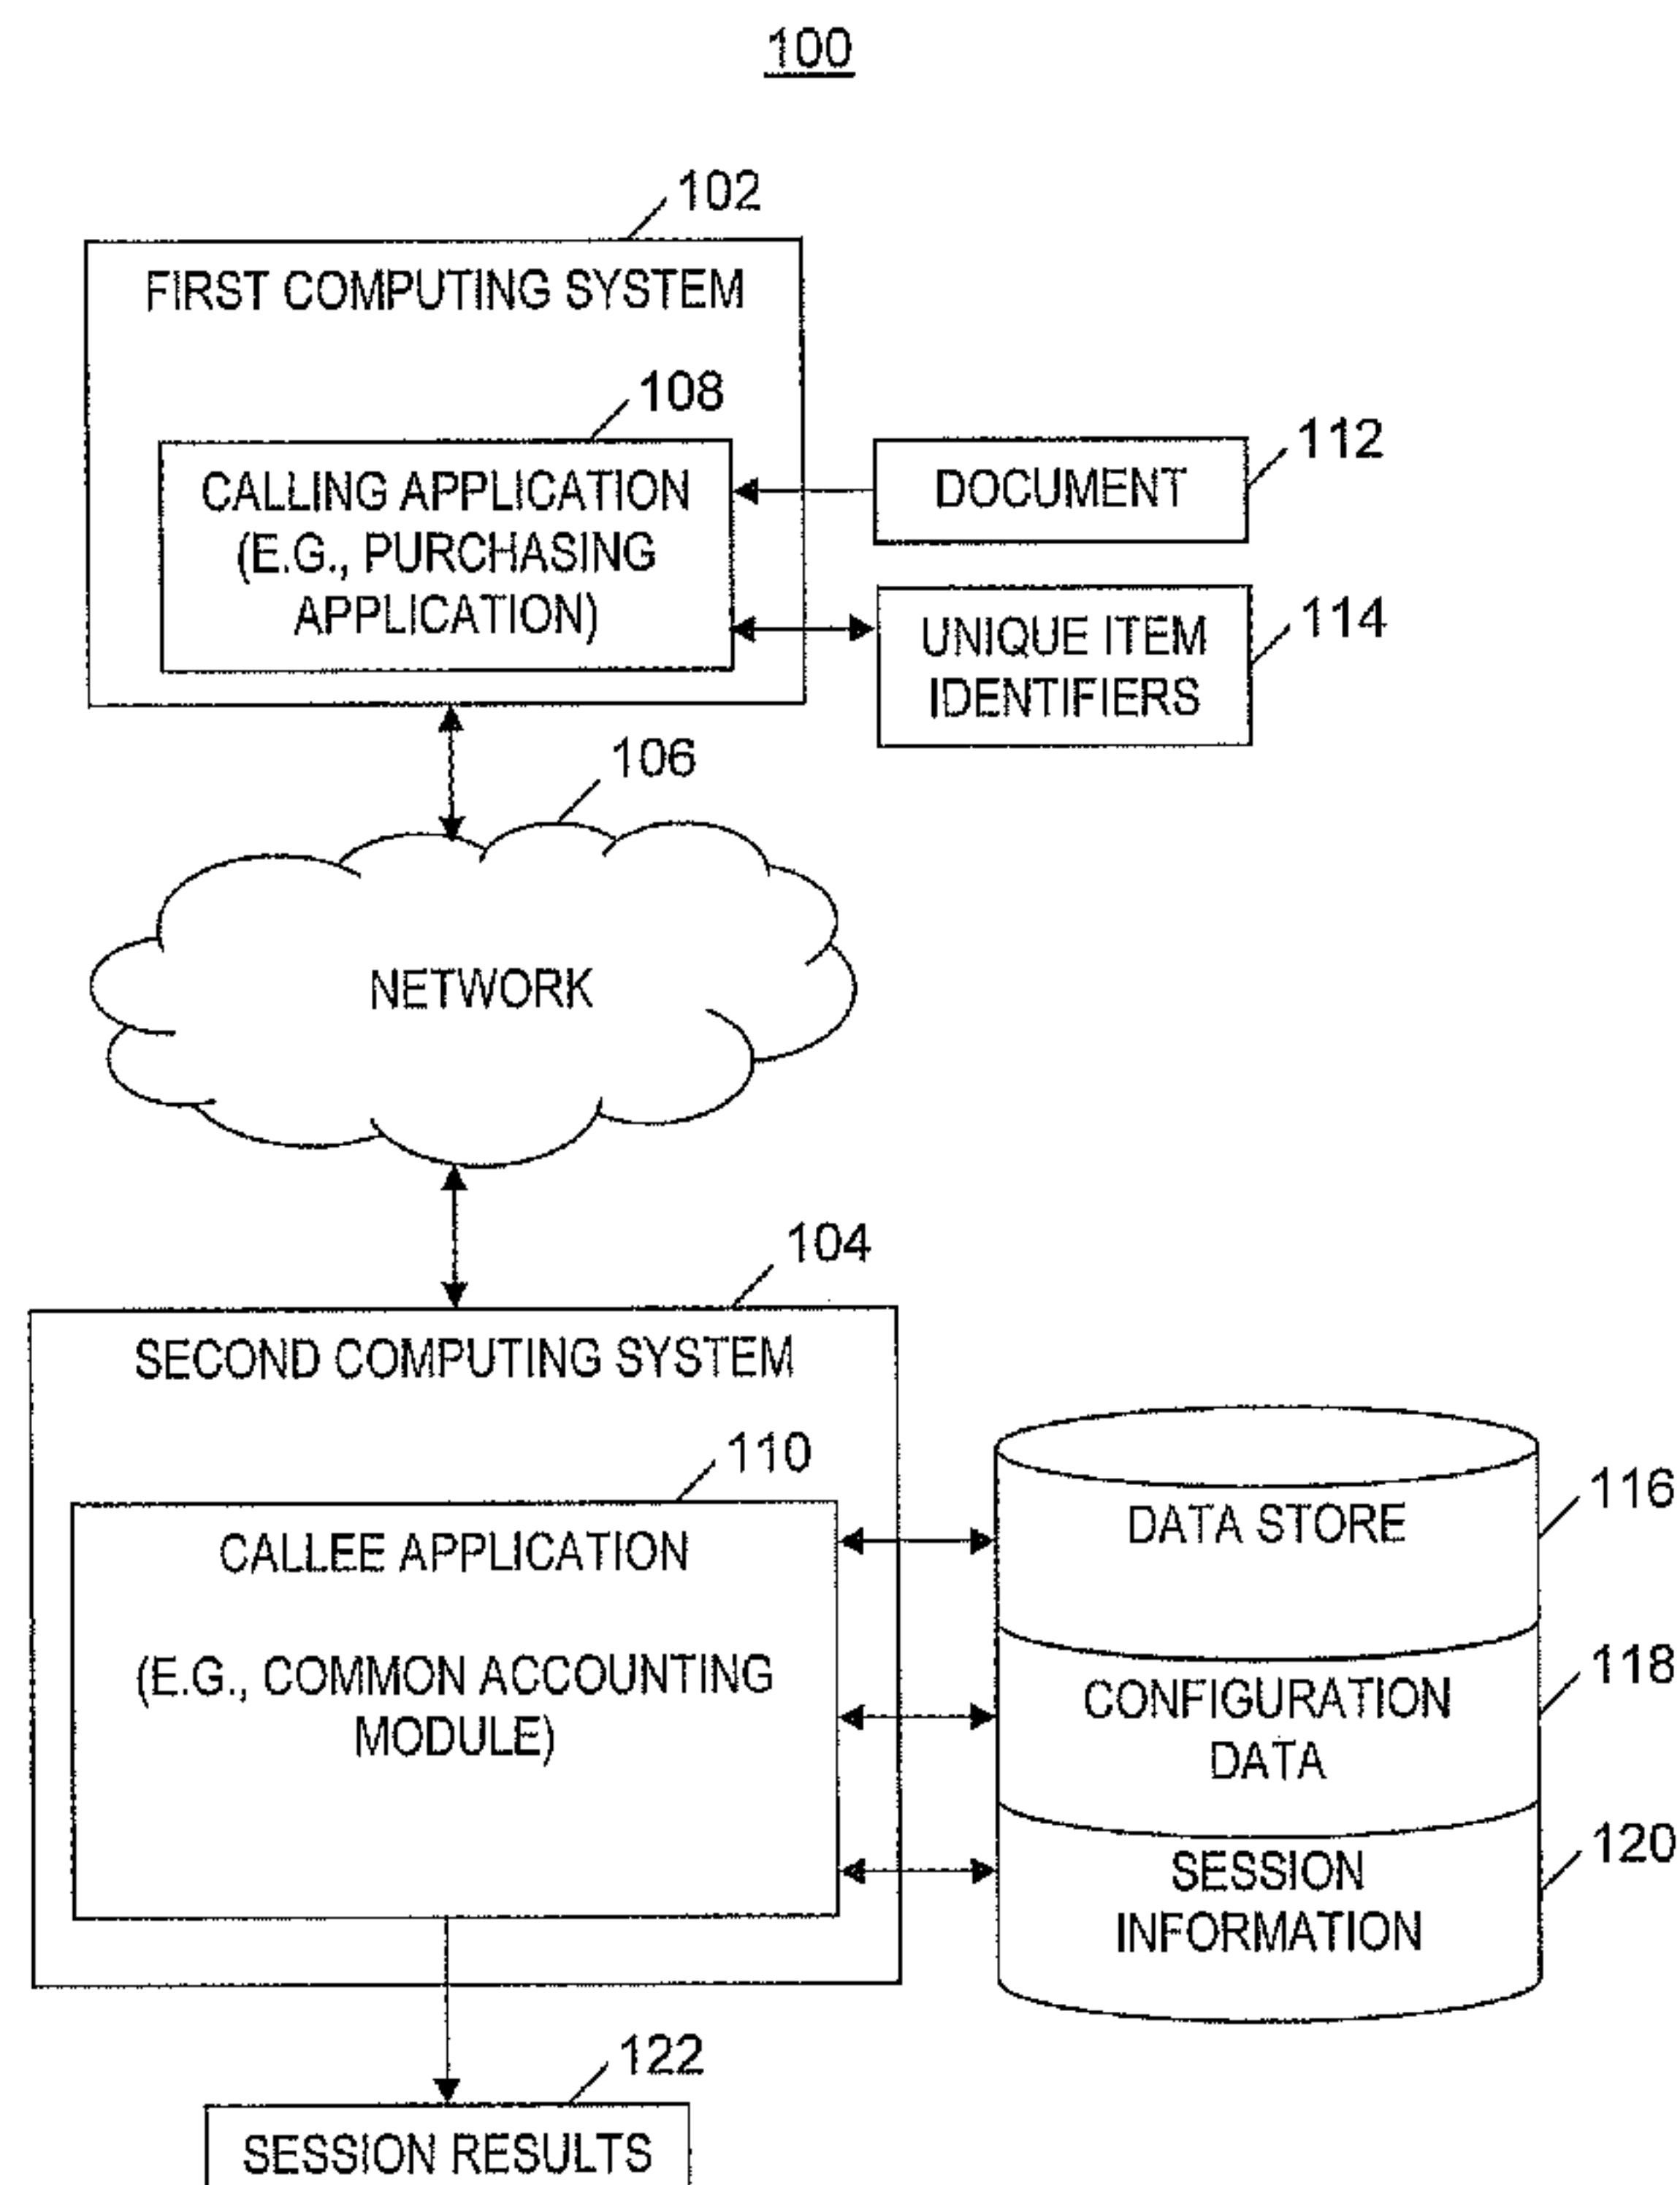 100
102
FIRST COMPUTING SYSTEM
108
CALLING APPLICATION
(E.G., PURCHASING
APPLICATION)
112
DOCUMENT
114
UNIQUE ITEM
IDENTIFIERS
106
NETWORK
104
SECOND COMPUTING SYSTEM
110
CALLEE APPLICATION
(E.G., COMMON ACCOUNTING
MODULE)
116
DATA STORE
118
CONFIGURATION
DATA
120
SESSION
INFORMATION
122
SESSION RESULTS